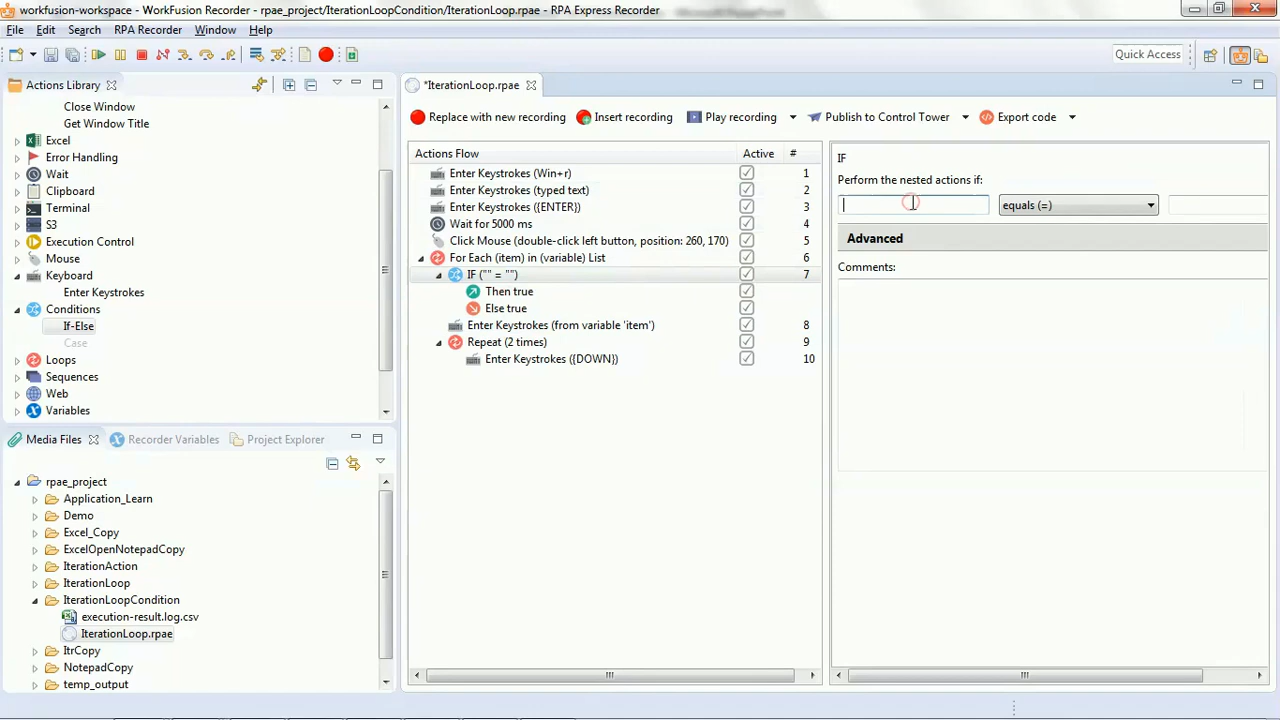 workfusion-workspace - WorkFusion Recorder - rpae_project/IterationLoopCondition/IterationLoop.rpae - RPA Express Recorder
File Edit Search RPA Recorder Window Help
Quick Access
Actions Library
Close Window
Get Window Title
Excel
Error Handling
Wait
Clipboard
Terminal
S3
Execution Control
Mouse
Keyboard
Enter Keystrokes
Conditions
If-Else
Case
Loops
Sequences
Web
Variables
Media Files Recorder Variables Project Explorer
rpae_project
Application_Learn
Demo
Excel_Copy
ExcelOpenNotepadCopy
IterationAction
IterationLoop
IterationLoopCondition
execution-result.log.csv
IterationLoop.rpae
ItrCopy
NotepadCopy
temp_output
*IterationLoop.rpae
Replace with new recording Insert recording Play recording Publish to Control Tower Export code
Actions Flow Active #
Enter Keystrokes (Win+r) 1
Enter Keystrokes (typed text) 2
Enter Keystrokes ({ENTER}) 3
Wait for 5000 ms 4
Click Mouse (double-click left button, position: 260, 170) 5
For Each (item) in (variable) List 6
IF ("" = "") 7
Then true
Else true
Enter Keystrokes (from variable 'item') 8
Repeat (2 times) 9
Enter Keystrokes ({DOWN}) 10
IF
Perform the nested actions if:
equals (=)
Advanced
Comments: